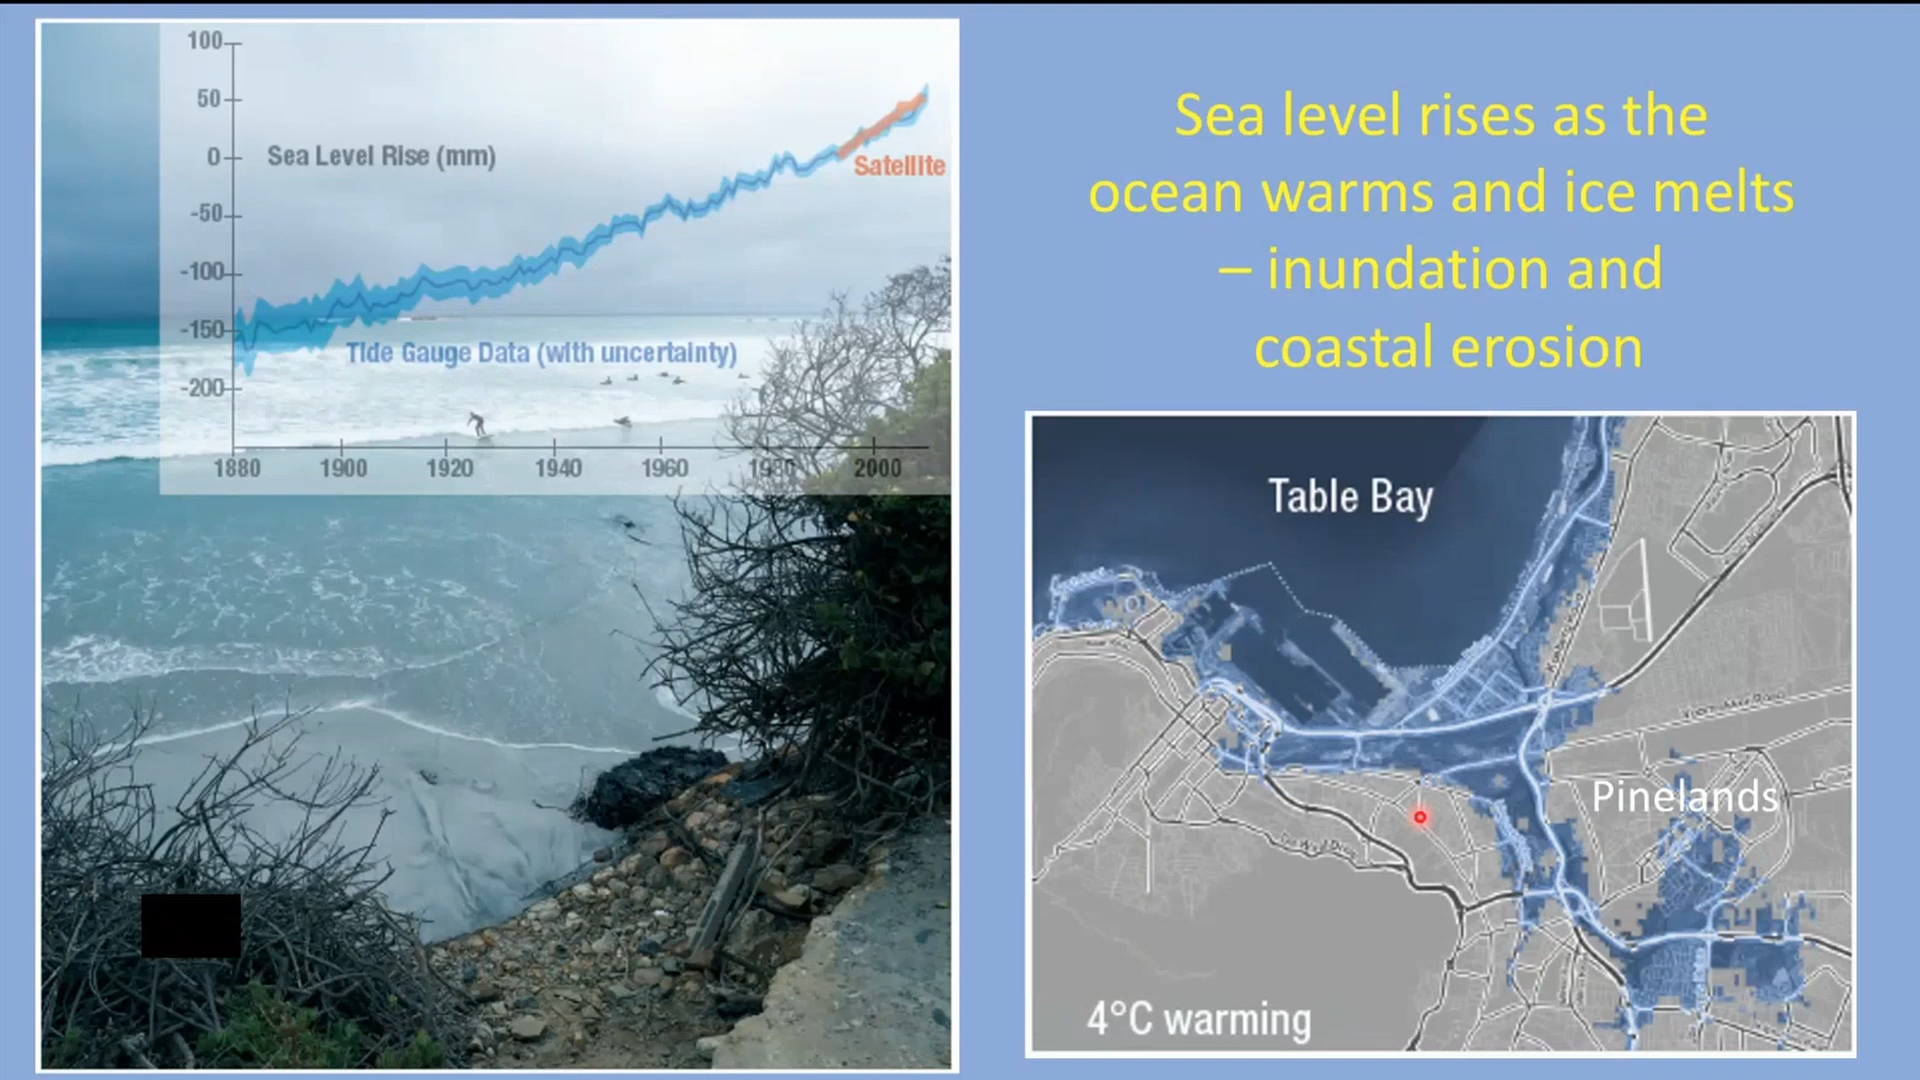 100
50
0
-50
-100
-150
-200
Sea Level Rise (mm)
Satellite
Tide Gauge Data (with uncertainty)
1880 1900 1920 1940 1960 1980 2000
Sea level rises as the
ocean warms and ice melts
– inundation and
coastal erosion
Table Bay
Pinelands
4°C warming